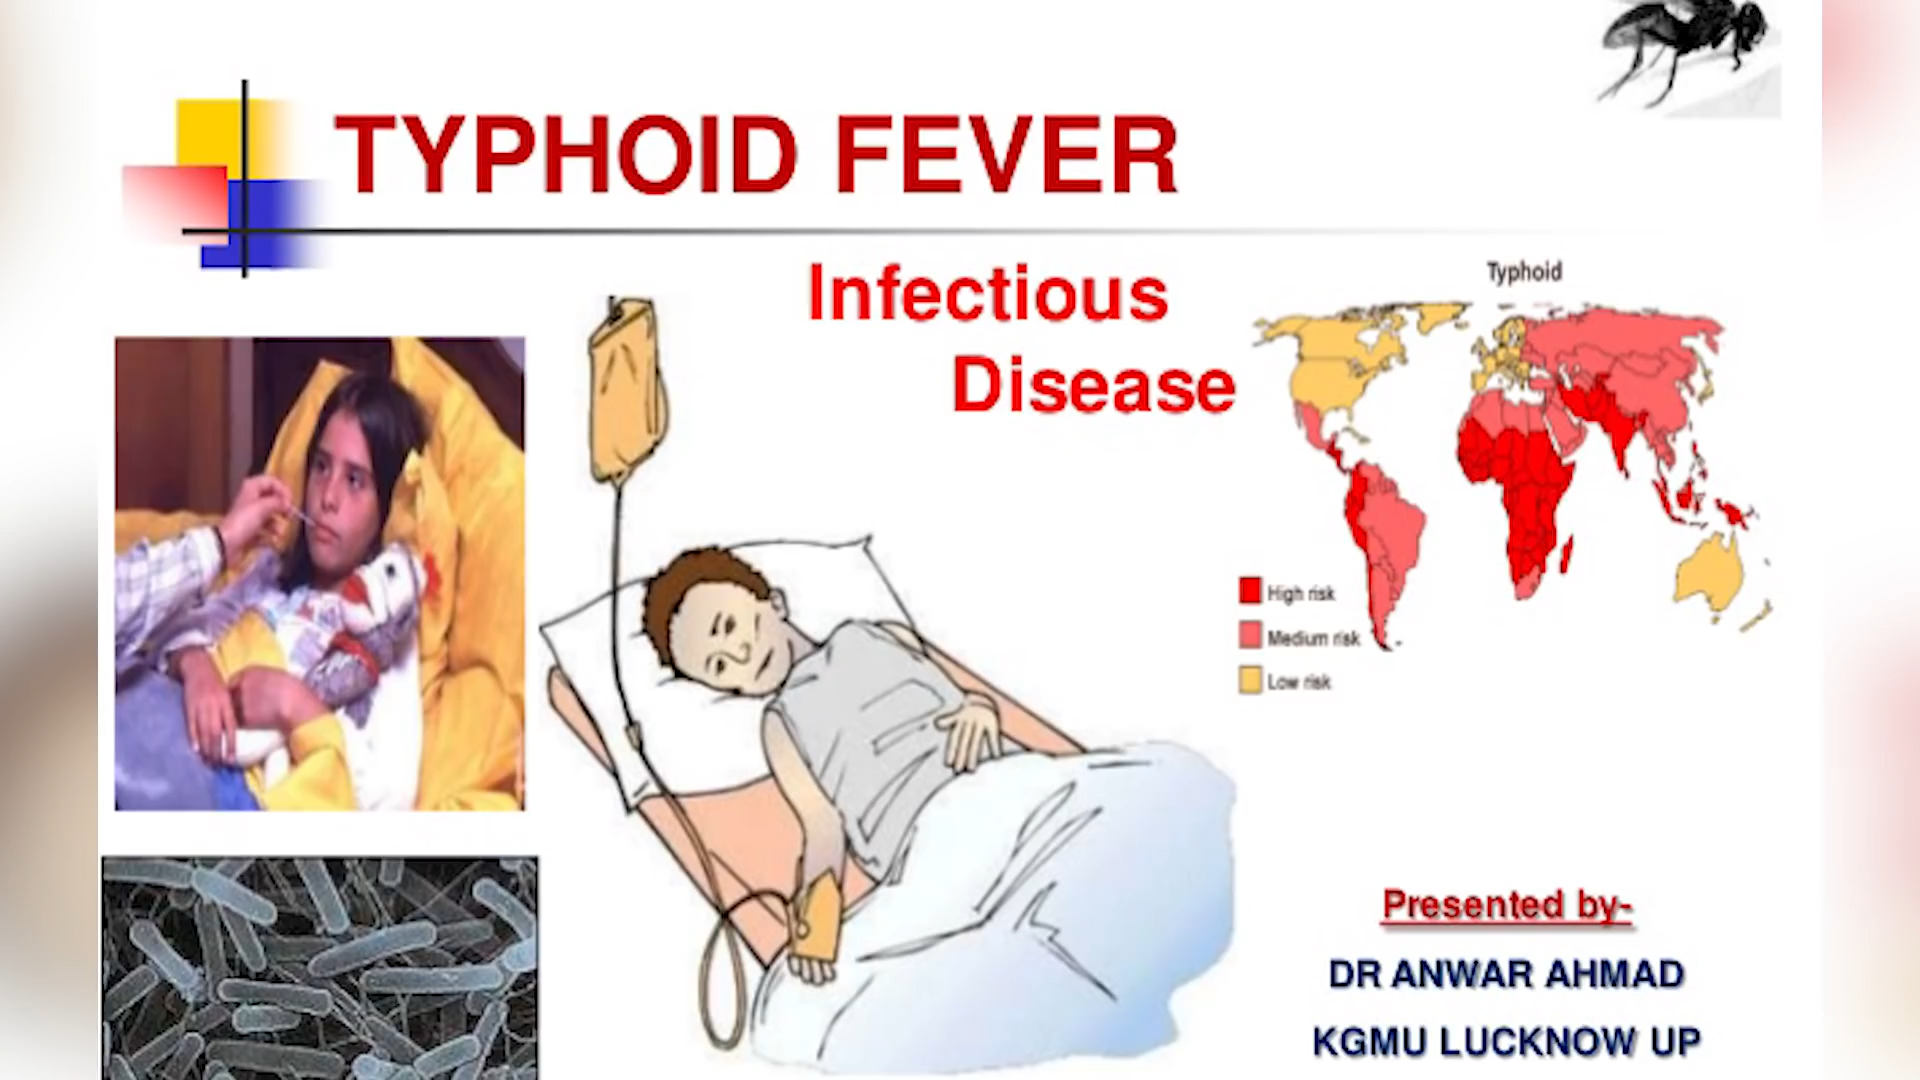 TYPHOID FEVER
Infectious
Disease
Typhoid
High risk
Medium risk
Low risk
Presented by-
DR ANWAR AHMAD
KGMU LUCKNOW UP